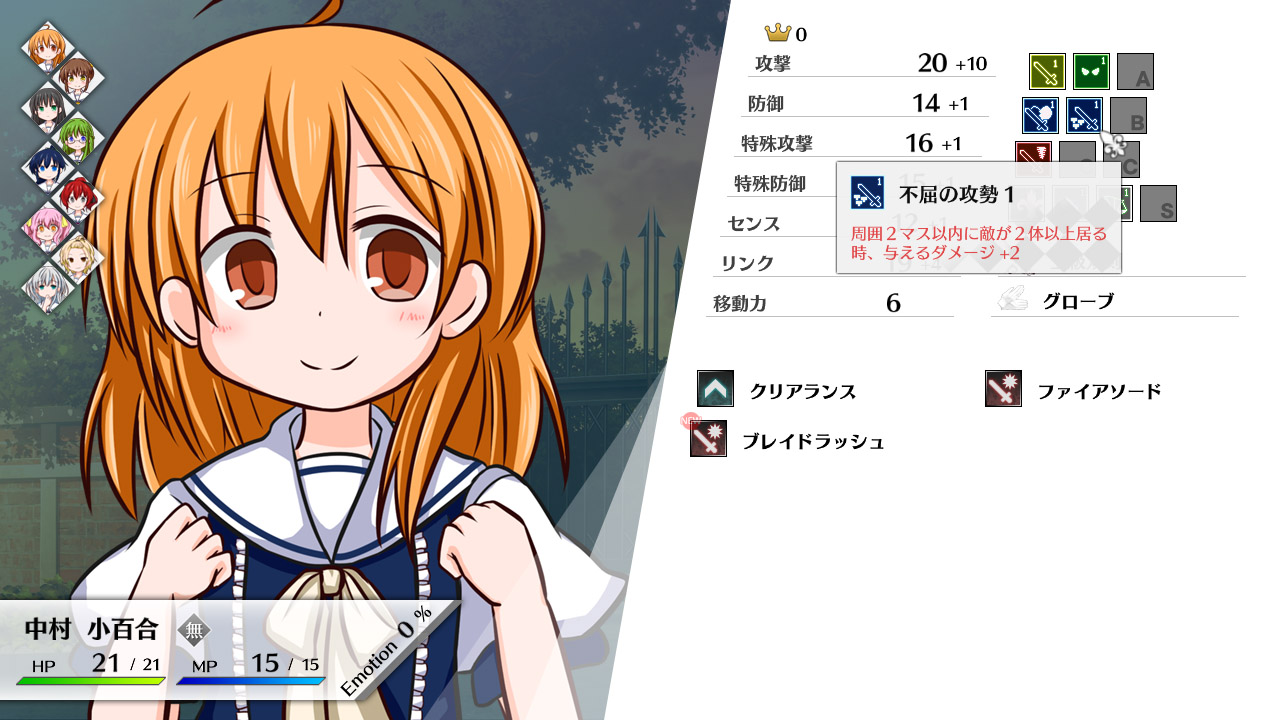 0
攻撃 20 +10
防御 14 +1
特殊攻撃 16 +1
特殊防御
センス
リンク
移動力 6
1 1 A
1 1 B
C
S
不屈の攻勢 1
周囲２マス以内に敵が２体以上居る
時、与えるダメージ +2
グローブ
クリアランス
ファイアソード
NEW
ブレイドラッシュ
中村 小百合 無
HP 21 / 21 MP 15 / 15
Emotion 0 %